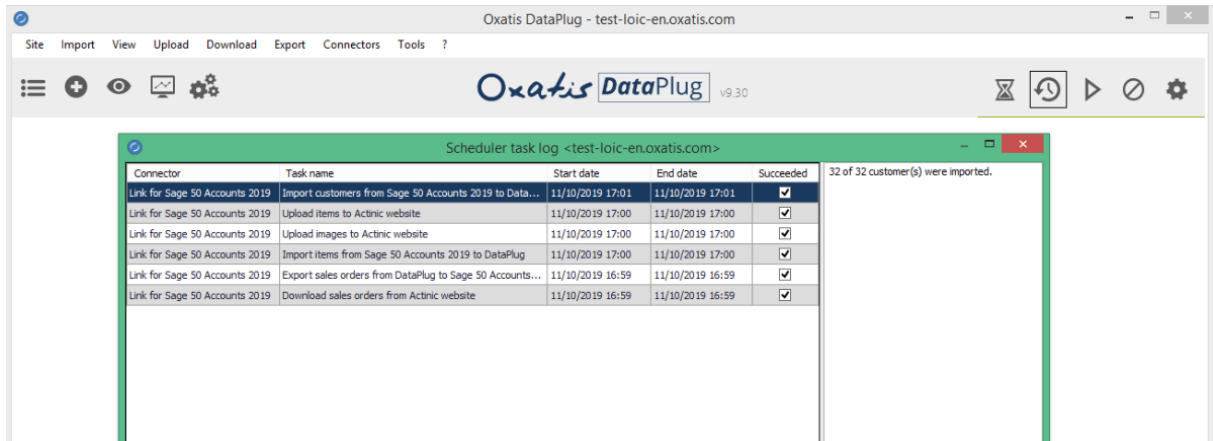 Oxatis DataPlug - test-loic-en.oxatis.com
Site Import View Upload Download Export Connectors Tools ?
Oxatis DataPlug v9.30
Scheduler task log <test-loic-en.oxatis.com>
Connector Task name Start date End date Succeeded 32 of 32 customer(s) were imported.
Link for Sage 50 Accounts 2019 Import customers from Sage 50 Accounts 2019 to Data... 11/10/2019 17:01 11/10/2019 17:01
Link for Sage 50 Accounts 2019 Upload items to Actinic website 11/10/2019 17:00 11/10/2019 17:00
Link for Sage 50 Accounts 2019 Upload images to Actinic website 11/10/2019 17:00 11/10/2019 17:00
Link for Sage 50 Accounts 2019 Import items from Sage 50 Accounts 2019 to DataPlug 11/10/2019 17:00 11/10/2019 17:00
Link for Sage 50 Accounts 2019 Export sales orders from DataPlug to Sage 50 Accounts... 11/10/2019 16:59 11/10/2019 16:59
Link for Sage 50 Accounts 2019 Download sales orders from Actinic website 11/10/2019 16:59 11/10/2019 16:59